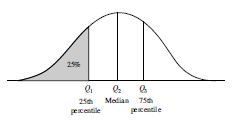 25%
Q1 Q2 Q3
25th Median 75th
percentile percentile